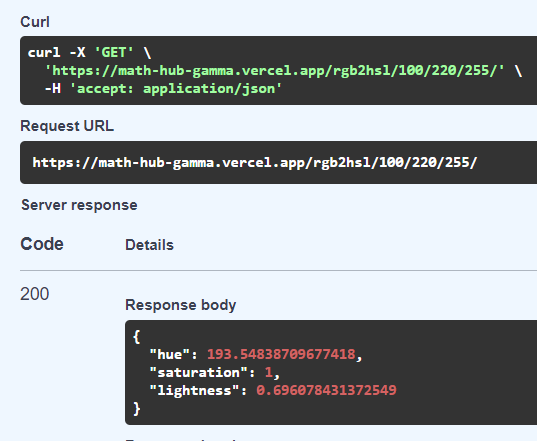 Curl
curl -X 'GET' \
'https://math-hub-gamma.vercel.app/rgb2hsl/100/220/255/' \
-H 'accept: application/json'
Request URL
https://math-hub-gamma.vercel.app/rgb2hsl/100/220/255/
Server response
Code Details
200
Response body
{
"hue": 193.54838709677418,
"saturation": 1,
"lightness": 0.696078431372549
}